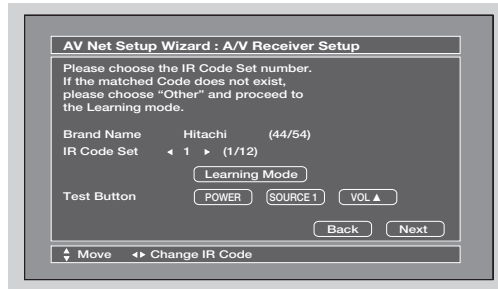 AV Net Setup Wizard : A/V Receiver Setup
Please choose the IR Code Set number.
If the matched Code does not exist,
please choose “Other” and proceed to
the Learning mode.
Brand Name Hitachi (44/54)
IR Code Set ◂ 1 ▸ (1/12)
Learning Mode
Test Button POWER SOURCE 1 VOL ▲
Back Next
Move ◂▸ Change IR Code